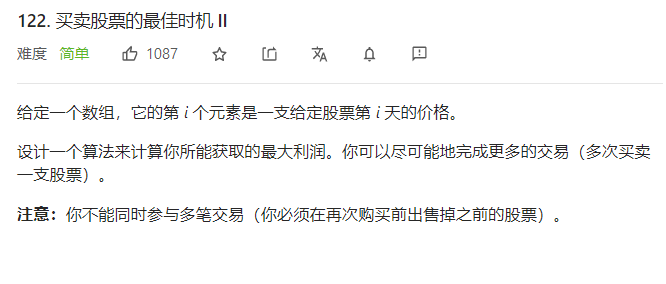 122. 买卖股票的最佳时机 II
难度 简单 1087
给定一个数组，它的第 i 个元素是一支给定股票第 i 天的价格。
设计一个算法来计算你所能获取的最大利润。你可以尽可能地完成更多的交易（多次买卖
一支股票）。
注意：你不能同时参与多笔交易（你必须在再次购买前出售掉之前的股票）。